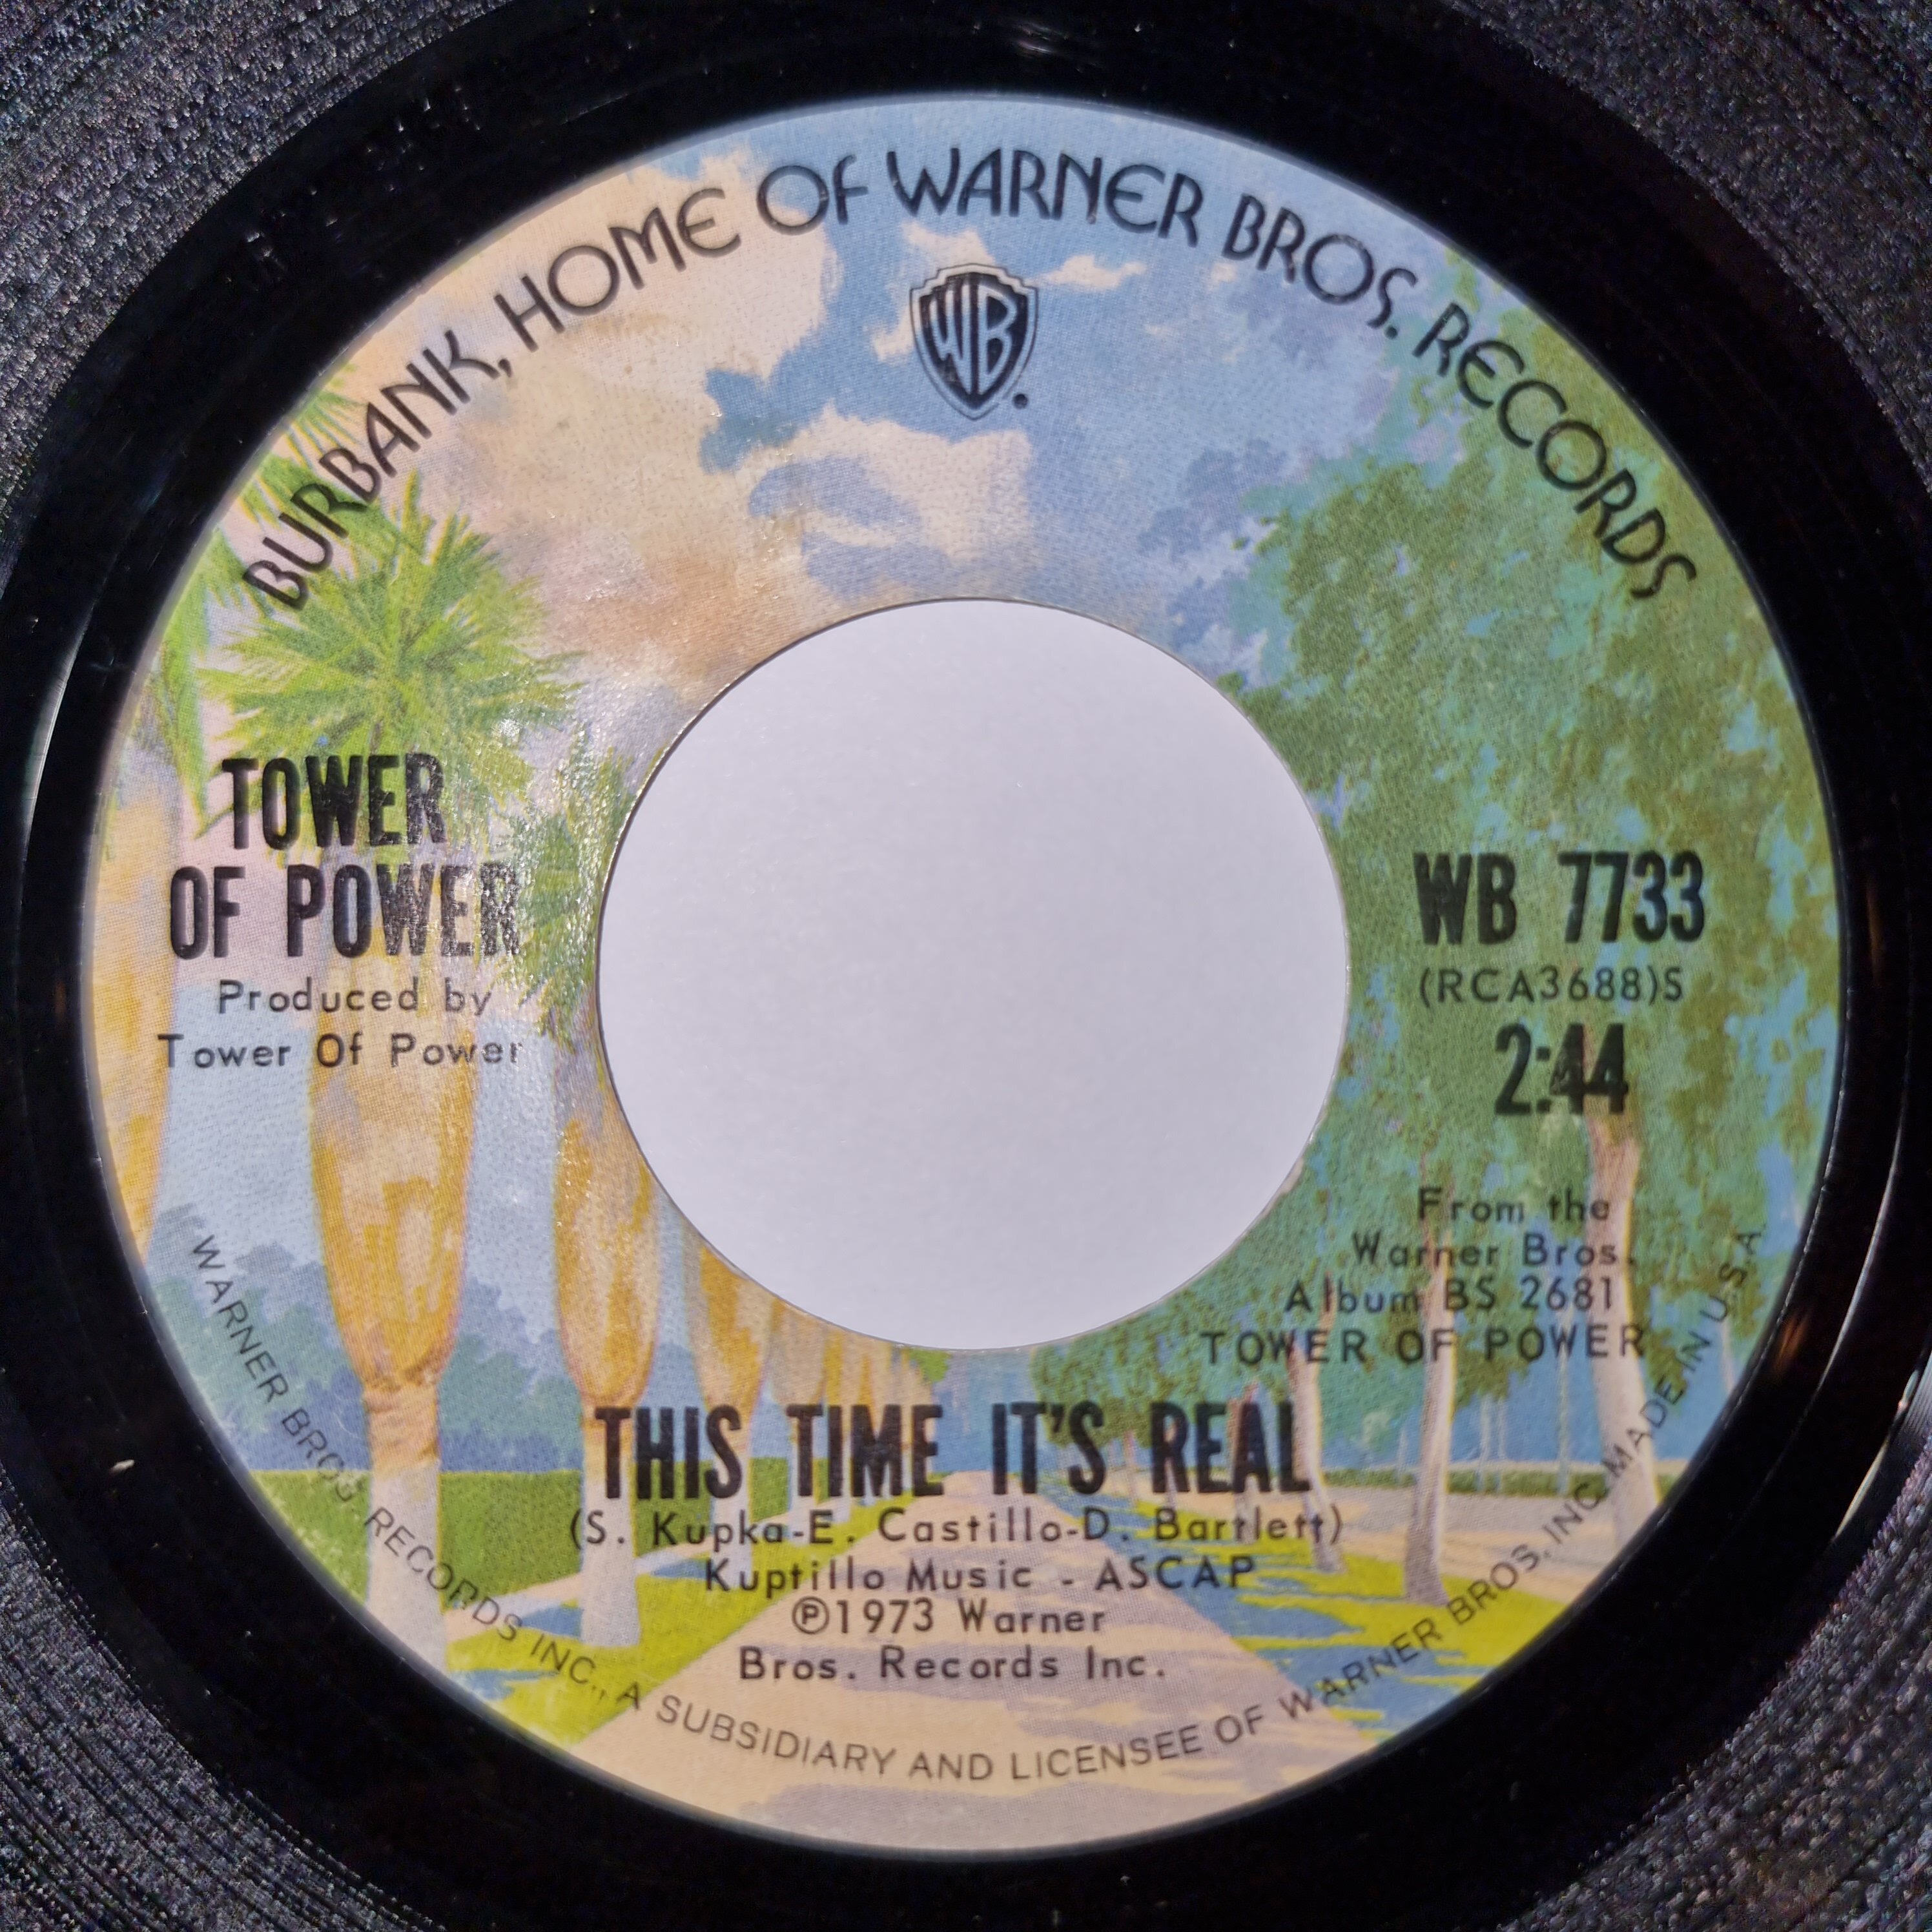 BURBANK, HOME OF WARNER BROS. RECORDS
WB
TOWER
OF POWER
Produced by
Tower Of Power
WB 7733
(RCA3688)S
2:44
From the
Warner Bros.
Album BS 2681
TOWER OF POWER
THIS TIME IT'S REAL
(S. Kupka-E. Castillo-D. Bartlett)
Kuptillo Music - ASCAP
℗1973 Warner
Bros. Records Inc.
WARNER BROS. RECORDS INC., A SUBSIDIARY AND LICENSEE OF WARNER BROS. INC. MADE IN U.S.A.